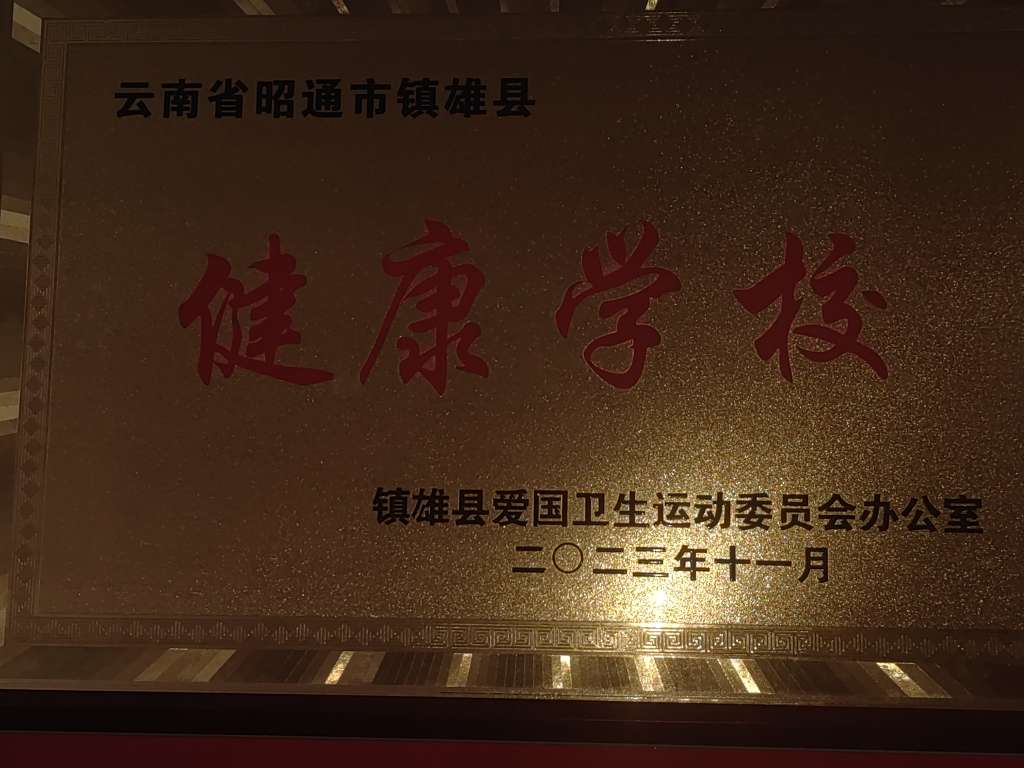 云南省昭通市镇雄县
健康学校
镇雄县爱国卫生运动委员会办公室
二〇二三年十一月